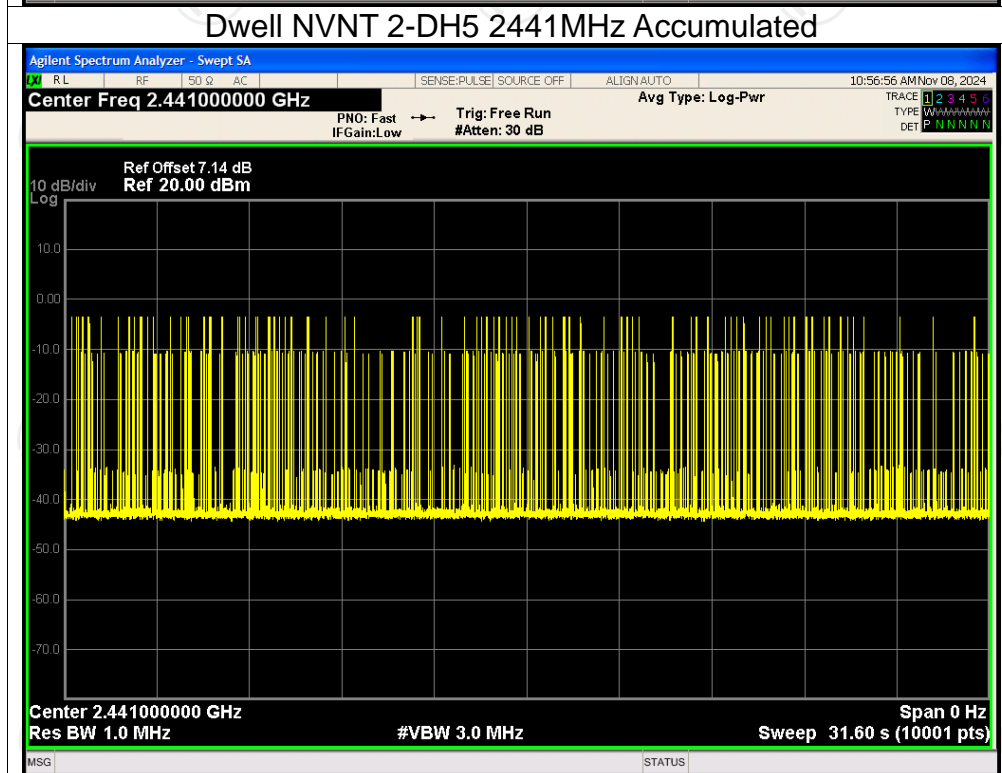 Dwell NVNT 2-DH5 2441MHz Accumulated
Agilent Spectrum Analyzer - Swept SA
LXI RL RF 50 Ω AC SENSE:PULSE SOURCE OFF ALIGN AUTO 10:56:56 AM Nov 08, 2024
Center Freq 2.441000000 GHz
PNO: Fast
IFGain:Low
Trig: Free Run
#Atten: 30 dB
Avg Type: Log-Pwr
TRACE 1 2 3 4 5 6
TYPE WWWWWW
DET P N N N N N
Ref Offset 7.14 dB
10 dB/div Ref 20.00 dBm
Log
10.0
0.00
-10.0
-20.0
-30.0
-40.0
-50.0
-60.0
-70.0
Center 2.441000000 GHz Span 0 Hz
Res BW 1.0 MHz #VBW 3.0 MHz Sweep 31.60 s (10001 pts)
MSG STATUS